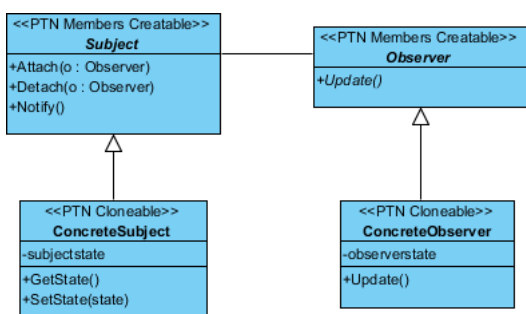 <<PTN Members Creatable>>
Subject
+Attach(o : Observer)
+Detach(o : Observer)
+Notify()
<<PTN Members Creatable>>
Observer
+Update()
<<PTN Cloneable>>
ConcreteSubject
-subjectstate
+GetState()
+SetState(state)
<<PTN Cloneable>>
ConcreteObserver
-observerstate
+Update()